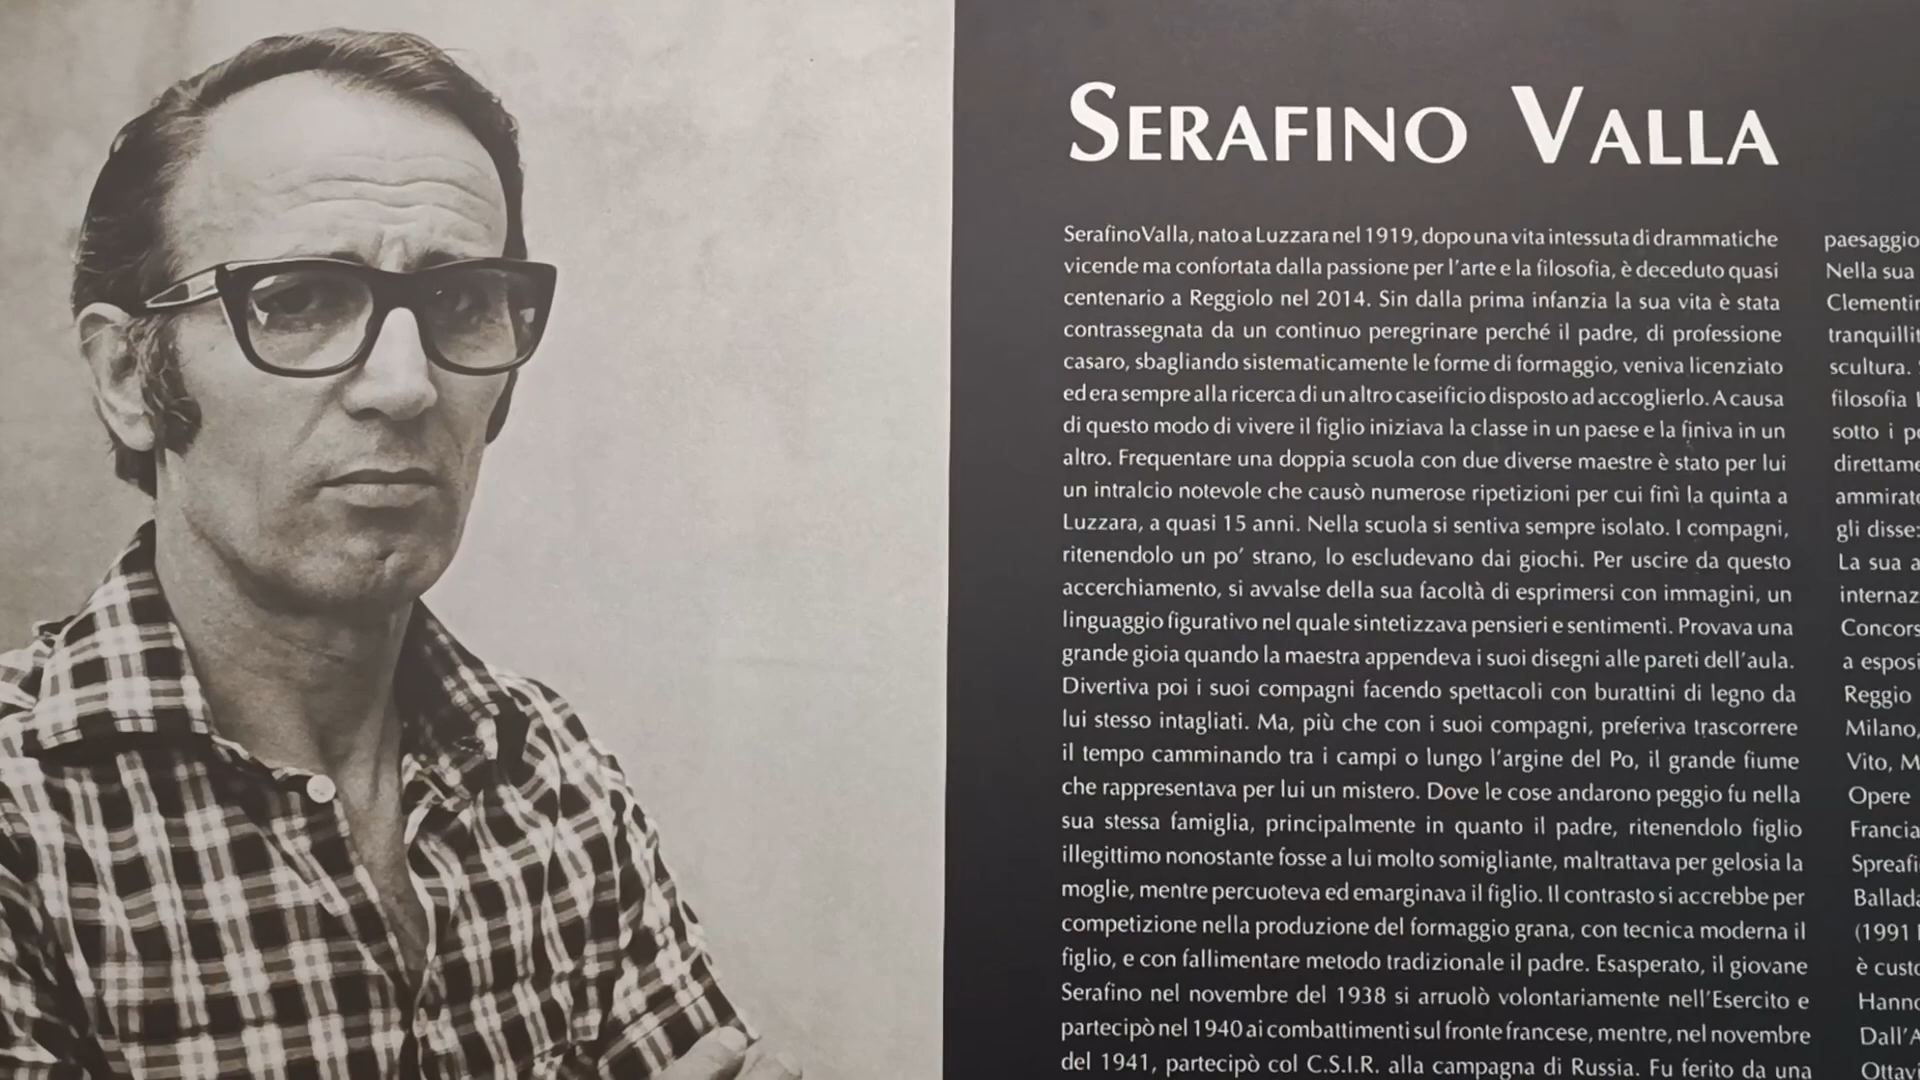 SERAFINO VALLA
Serafino Valla, nato a Luzzara nel 1919, dopo una vita intessuta di drammatiche
vicende ma confortata dalla passione per l'arte e la filosofia, è deceduto quasi
centenario a Reggiolo nel 2014. Sin dalla prima infanzia la sua vita è stata
contrassegnata da un continuo peregrinare perché il padre, di professione
casaro, sbagliando sistematicamente le forme di formaggio, veniva licenziato
ed era sempre alla ricerca di un altro caseificio disposto ad accoglierlo. A causa
di questo modo di vivere il figlio iniziava la classe in un paese e la finiva in un
altro. Frequentare una doppia scuola con due diverse maestre è stato per lui
un intralcio notevole che causò numerose ripetizioni per cui finì la quinta a
Luzzara, a quasi 15 anni. Nella scuola si sentiva sempre isolato. I compagni,
ritenendolo un po' strano, lo escludevano dai giochi. Per uscire da questo
accerchiamento, si avvalse della sua facoltà di esprimersi con immagini, un
linguaggio figurativo nel quale sintetizzava pensieri e sentimenti. Provava una
grande gioia quando la maestra appendeva i suoi disegni alle pareti dell'aula.
Divertiva poi i suoi compagni facendo spettacoli con burattini di legno da
lui stesso intagliati. Ma, più che con i suoi compagni, preferiva trascorrere
il tempo camminando tra i campi o lungo l'argine del Po, il grande fiume
che rappresentava per lui un mistero. Dove le cose andarono peggio fu nella
sua stessa famiglia, principalmente in quanto il padre, ritenendolo figlio
illegittimo nonostante fosse a lui molto somigliante, maltrattava per gelosia la
moglie, mentre percuoteva ed emarginava il figlio. Il contrasto si accrebbe per
competizione nella produzione del formaggio grana, con tecnica moderna il
figlio, e con fallimentare metodo tradizionale il padre. Esasperato, il giovane
Serafino nel novembre del 1938 si arruolò volontariamente nell'Esercito e
partecipò nel 1940 ai combattimenti sul fronte francese, mentre, nel novembre
del 1941, partecipò col C.S.I.R. alla campagna di Russia. Fu ferito da una
paesaggio
Nella sua
tranquillit
scultura.
filosofia
sotto i
gli disse:
La sua
a esposi
Reggio
Milano,
Vito, M
Opere
Francia
(1991
è